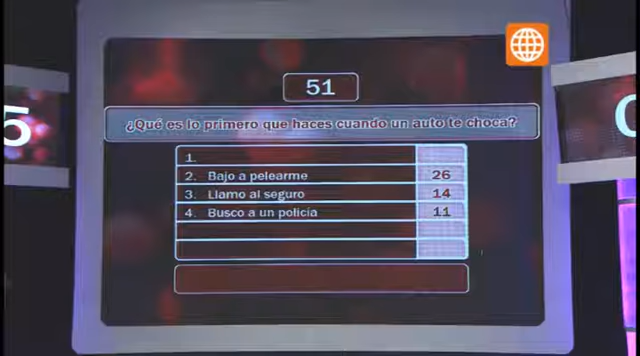 51
5
¿Qué es lo primero que haces cuando un auto te choca?
1.
2. Bajo a pelearme 26
3. Llamo al seguro 14
4. Busco a un policía 11